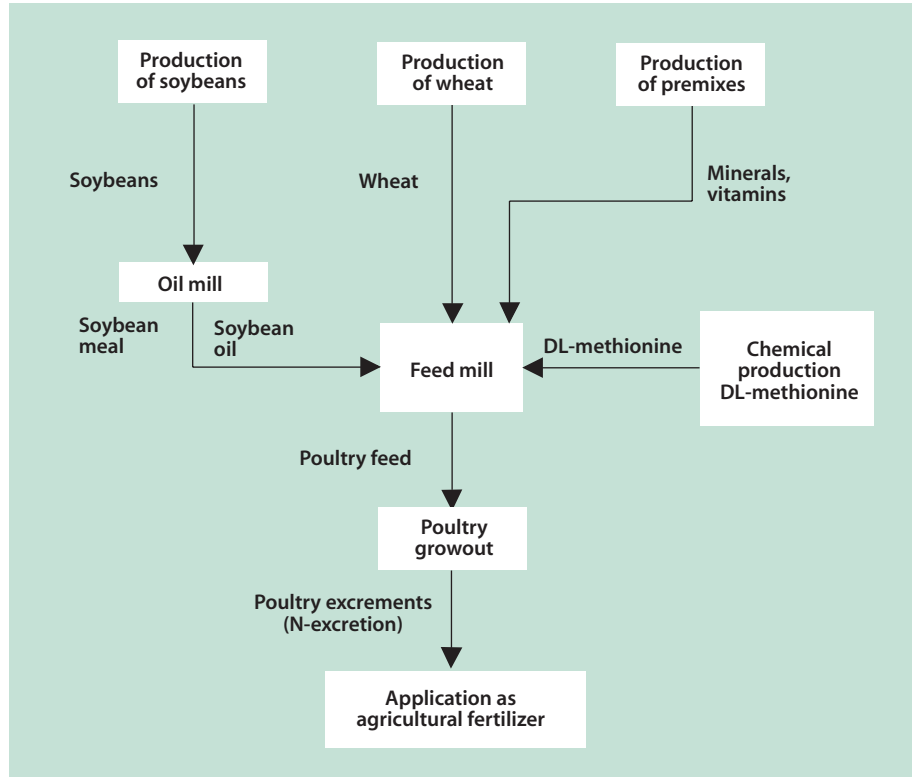 Production
of soybeans
Production
of wheat
Production
of premixes
Soybeans
Wheat
Minerals,
vitamins
Oil mill
Soybean
meal
Soybean
oil
Feed mill
DL-methionine
Chemical
production
DL-methionine
Poultry feed
Poultry
growout
Poultry excrements
(N-excretion)
Application as
agricultural fertilizer